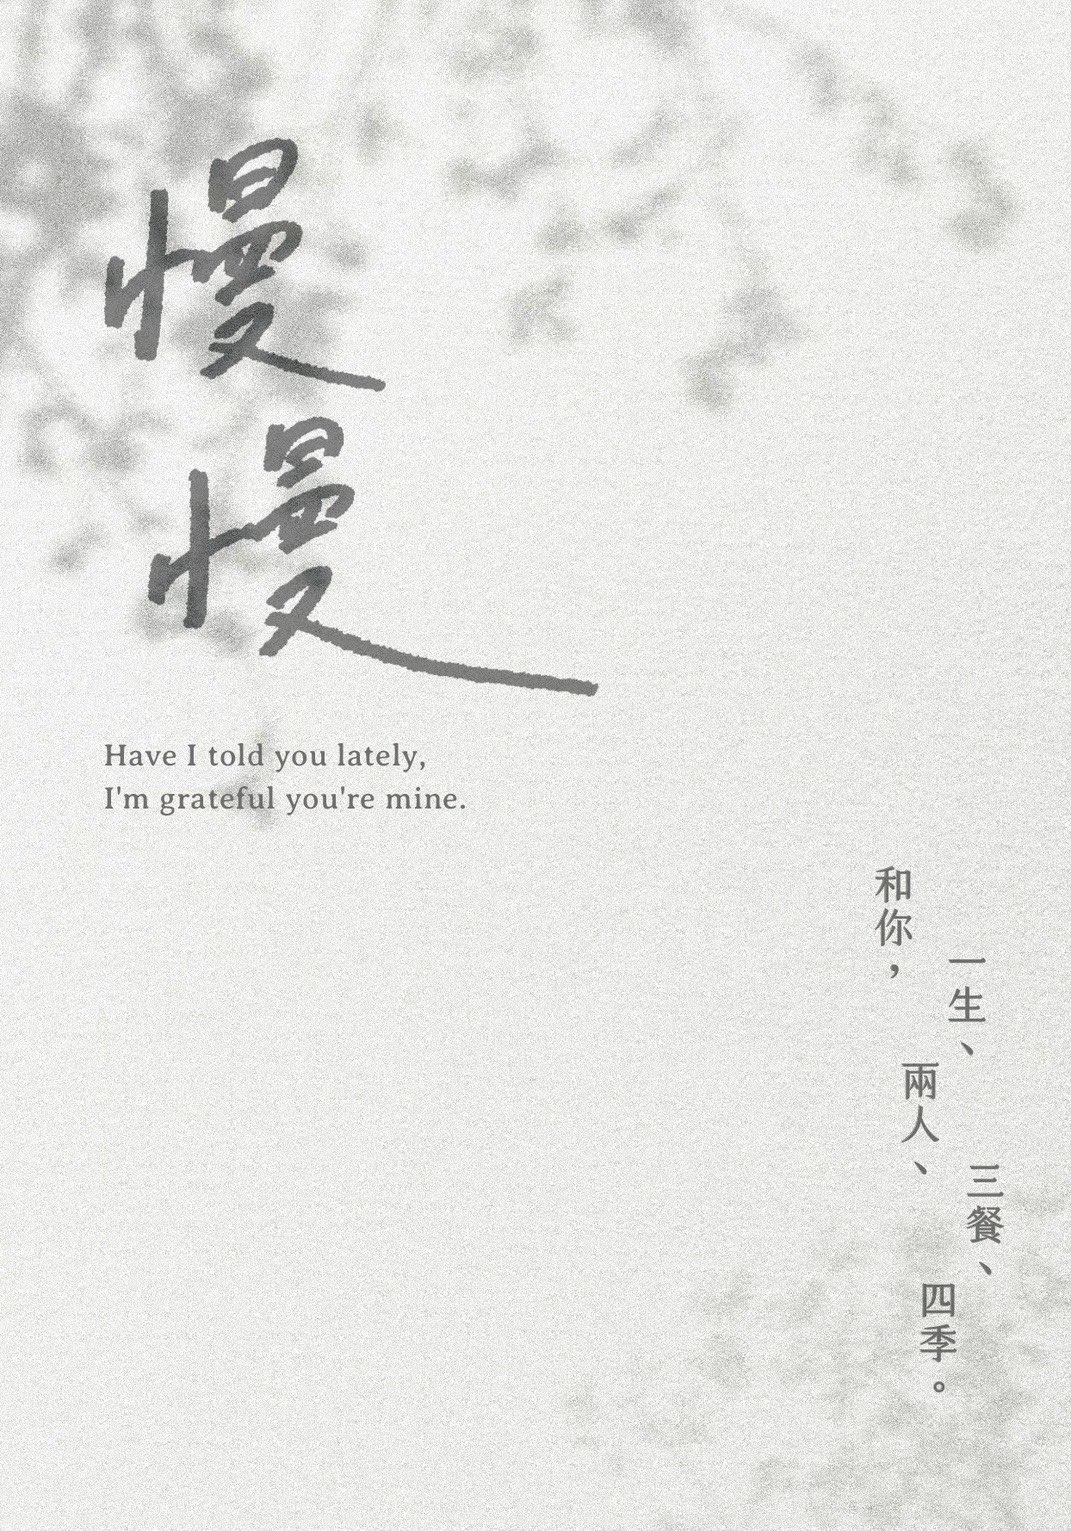 慢
慢
Have I told you lately,
I'm grateful you're mine.
和你，
一生、
兩人、
三餐、
四季。